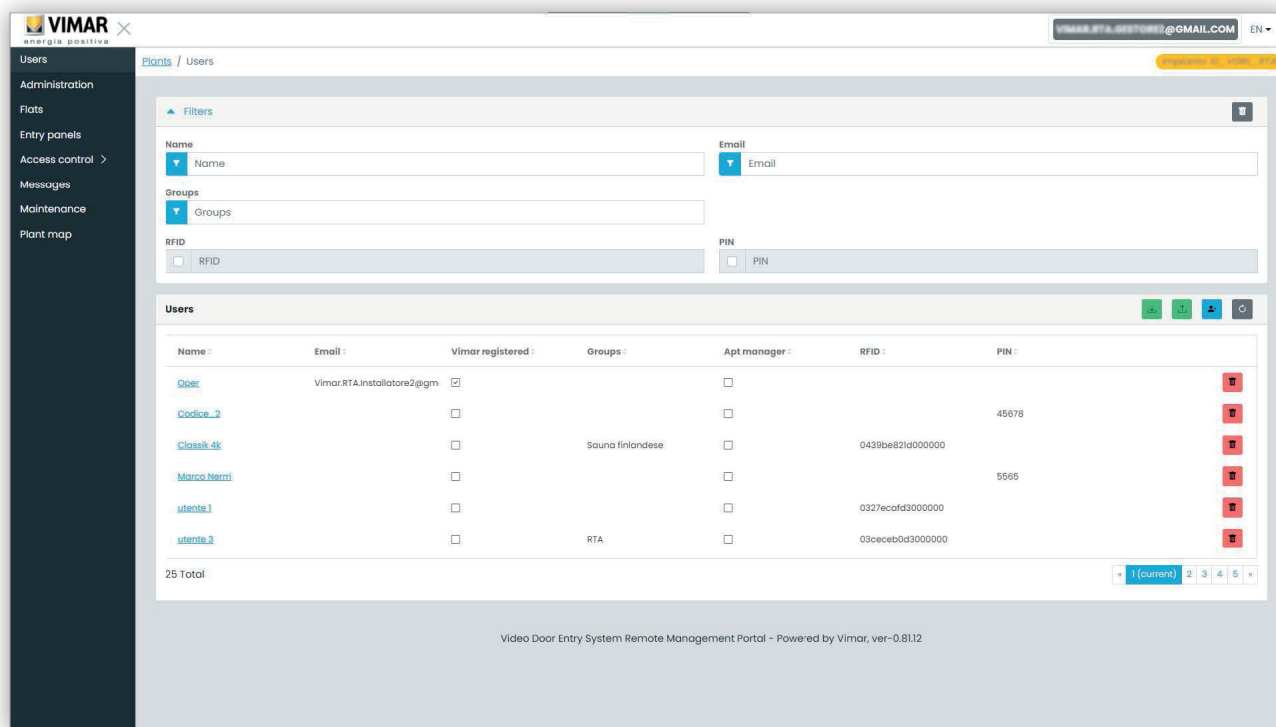 VIMAR
energia positiva
@GMAIL.COM EN
Users
Administration
Flats
Entry panels
Access control >
Messages
Maintenance
Plant map
Plants / Users
Filters
Name Email
Name Email
Groups
Groups
RFID PIN
RFID PIN
Users
Name Email Vimar registered Groups Apt manager RFID PIN
Oper Vimar.RTA.Installatore2@gm
Codice_2 45678
Classik 4k Sauna finlandese 0439be821d000000
Marco Nerrri 5565
utente 1 0327ecafd3000000
utente 3 RTA 03ceceb0d3000000
25 Total
« 1 (current) 2 3 4 5 »
Video Door Entry System Remote Management Portal - Powered by Vimar, ver-0.81.12